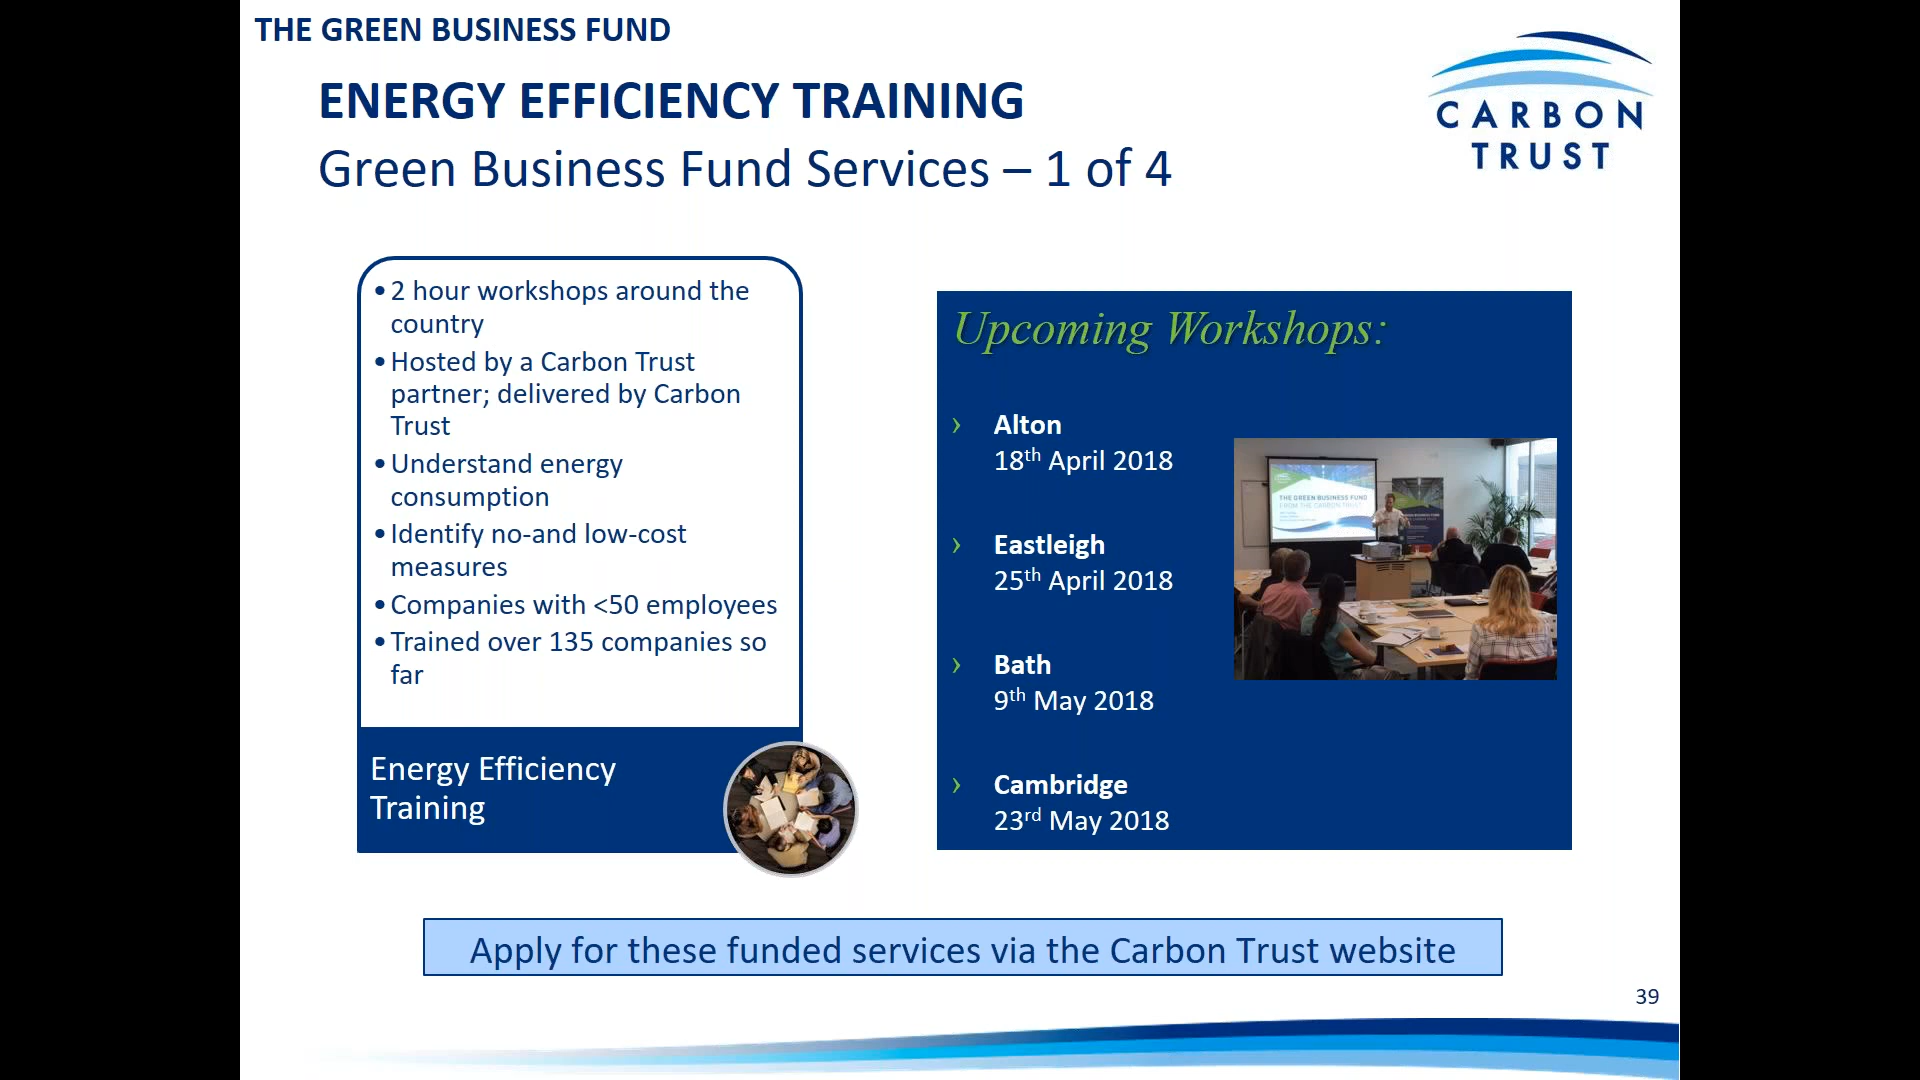 THE GREEN BUSINESS FUND
ENERGY EFFICIENCY TRAINING
Green Business Fund Services – 1 of 4
CARBON
TRUST
•2 hour workshops around the
country
•Hosted by a Carbon Trust
partner; delivered by Carbon
Trust
•Understand energy
consumption
•Identify no-and low-cost
measures
•Companies with <50 employees
•Trained over 135 companies so
far
Energy Efficiency
Training
Upcoming Workshops:
› Alton
18th April 2018
› Eastleigh
25th April 2018
› Bath
9th May 2018
› Cambridge
23rd May 2018
THE GREEN BUSINESS FUND
FROM THE CARBON TRUST
Apply for these funded services via the Carbon Trust website
39